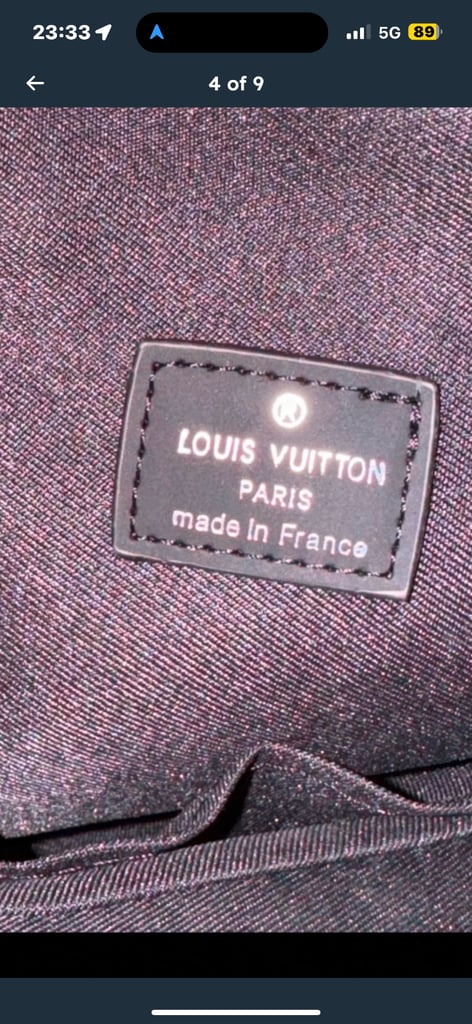 23:33
5G
89
4 of 9
®
LOUIS VUITTON
PARIS
made in France